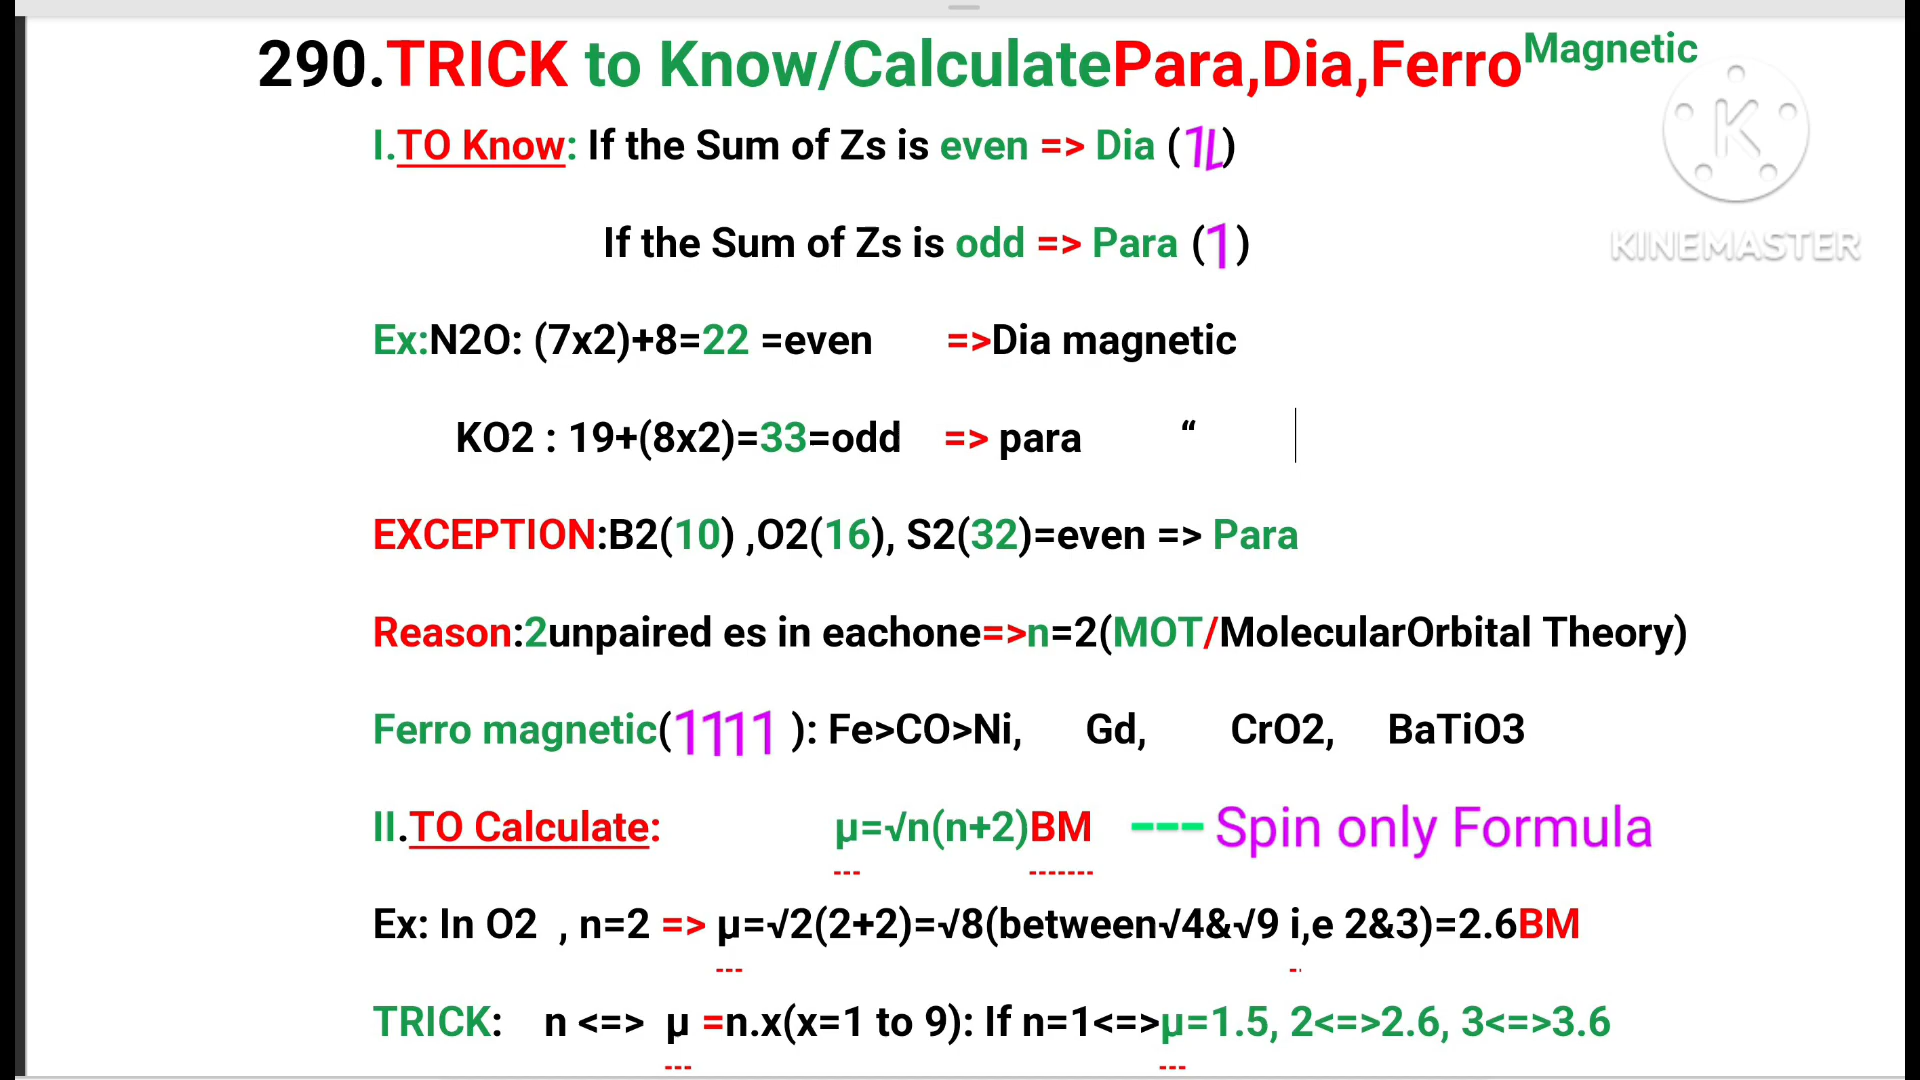 290.TRICK to Know/CalculatePara,Dia,FerroMagnetic
I.TO Know: If the Sum of Zs is even => Dia (1L)
If the Sum of Zs is odd => Para (1)
Ex:N2O: (7x2)+8=22 =even =>Dia magnetic
KO2 : 19+(8x2)=33=odd => para “
EXCEPTION:B2(10) ,O2(16), S2(32)=even => Para
Reason:2unpaired es in eachone=>n=2(MOT/MolecularOrbital Theory)
Ferro magnetic(1111 ): Fe>CO>Ni, Gd, CrO2, BaTiO3
II.TO Calculate: µ=√n(n+2)BM --- Spin only Formula
Ex: In O2 , n=2 => µ=√2(2+2)=√8(between√4&√9 i,e 2&3)=2.6BM
TRICK: n <=> µ =n.x(x=1 to 9): If n=1<=>µ=1.5, 2<=>2.6, 3<=>3.6
KINEMASTER